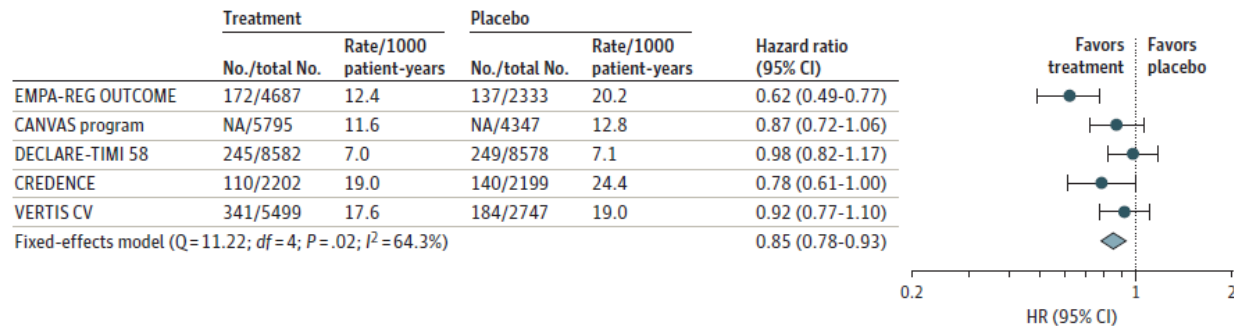 Treatment Placebo
No./total No. Rate/1000 patient-years No./total No. Rate/1000 patient-years Hazard ratio (95% CI) Favors treatment Favors placebo
EMPA-REG OUTCOME 172/4687 12.4 137/2333 20.2 0.62 (0.49-0.77)
CANVAS program NA/5795 11.6 NA/4347 12.8 0.87 (0.72-1.06)
DECLARE-TIMI 58 245/8582 7.0 249/8578 7.1 0.98 (0.82-1.17)
CREDENCE 110/2202 19.0 140/2199 24.4 0.78 (0.61-1.00)
VERTIS CV 341/5499 17.6 184/2747 19.0 0.92 (0.77-1.10)
Fixed-effects model (Q = 11.22; df = 4; P = .02; I² = 64.3%) 0.85 (0.78-0.93)
0.2 1 2
HR (95% CI)